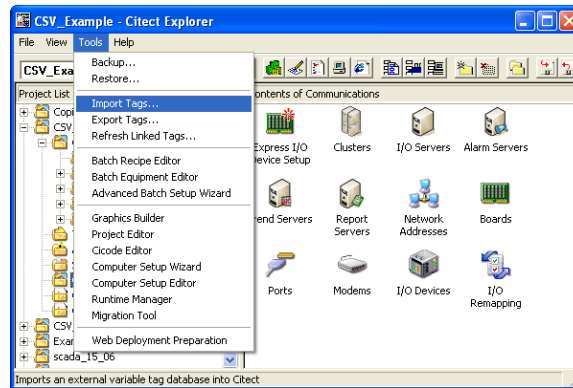 CSV_Example - Citect Explorer
File View Tools Help
CSV_Exa
Backup...
Restore...
Import Tags...
Export Tags...
Refresh Linked Tags...
Batch Recipe Editor
Batch Equipment Editor
Advanced Batch Setup Wizard
Graphics Builder
Project Editor
Cicode Editor
Computer Setup Wizard
Computer Setup Editor
Runtime Manager
Migration Tool
Web Deployment Preparation
Project List
Copi
CSV_
CSV_
Exar
scada_15_06
ontents of Communications
Express I/O
Device Setup
Clusters
I/O Servers
Alarm Servers
rend Servers
Report
Servers
Network
Addresses
Boards
Ports
Modems
I/O Devices
I/O
Remapping
Imports an external variable tag database into Citect